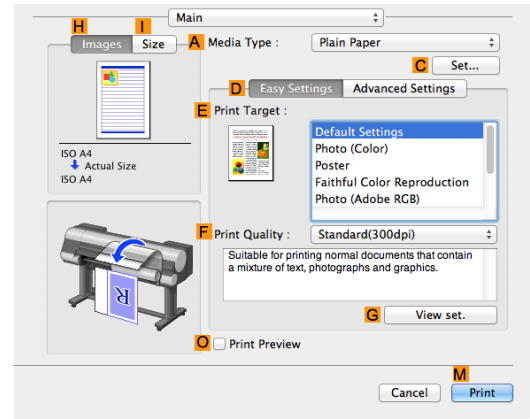 Main
H
I
Images
Size
A
Media Type :
Plain Paper
C
Set...
D
Easy Settings
Advanced Settings
E
Print Target :
Default Settings
Photo (Color)
Poster
Faithful Color Reproduction
Photo (Adobe RGB)
ISO A4
Actual Size
ISO A4
F
Print Quality :
Standard(300dpi)
Suitable for printing normal documents that contain
a mixture of text, photographs and graphics.
R
G
View set.
O
Print Preview
M
Cancel
Print